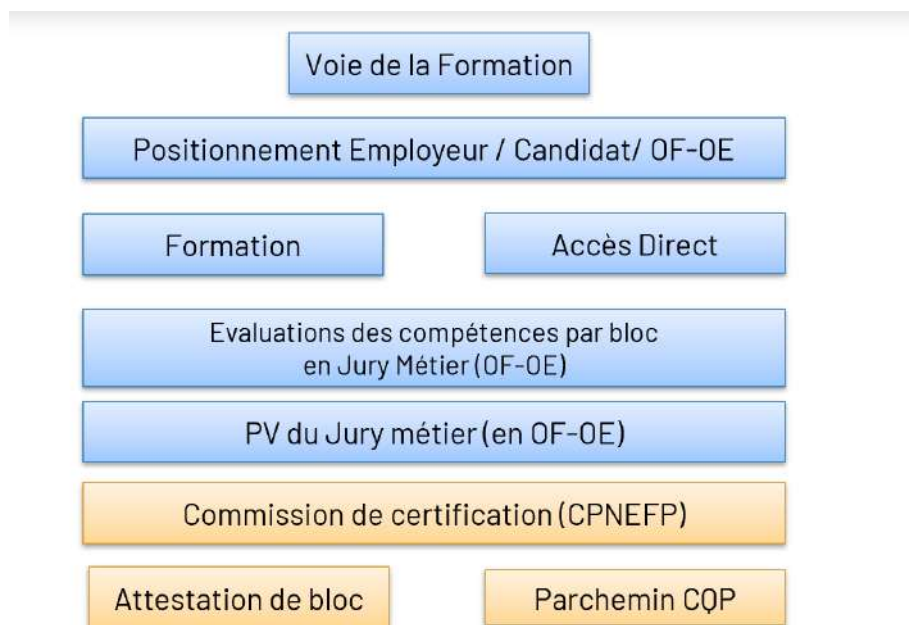 Voie de la Formation
Positionnement Employeur / Candidat/ OF-OE
Formation
Accès Direct
Evaluations des compétences par bloc
en Jury Métier (OF-OE)
PV du Jury métier (en OF-OE)
Commission de certification (CPNEFP)
Attestation de bloc
Parchemin CQP